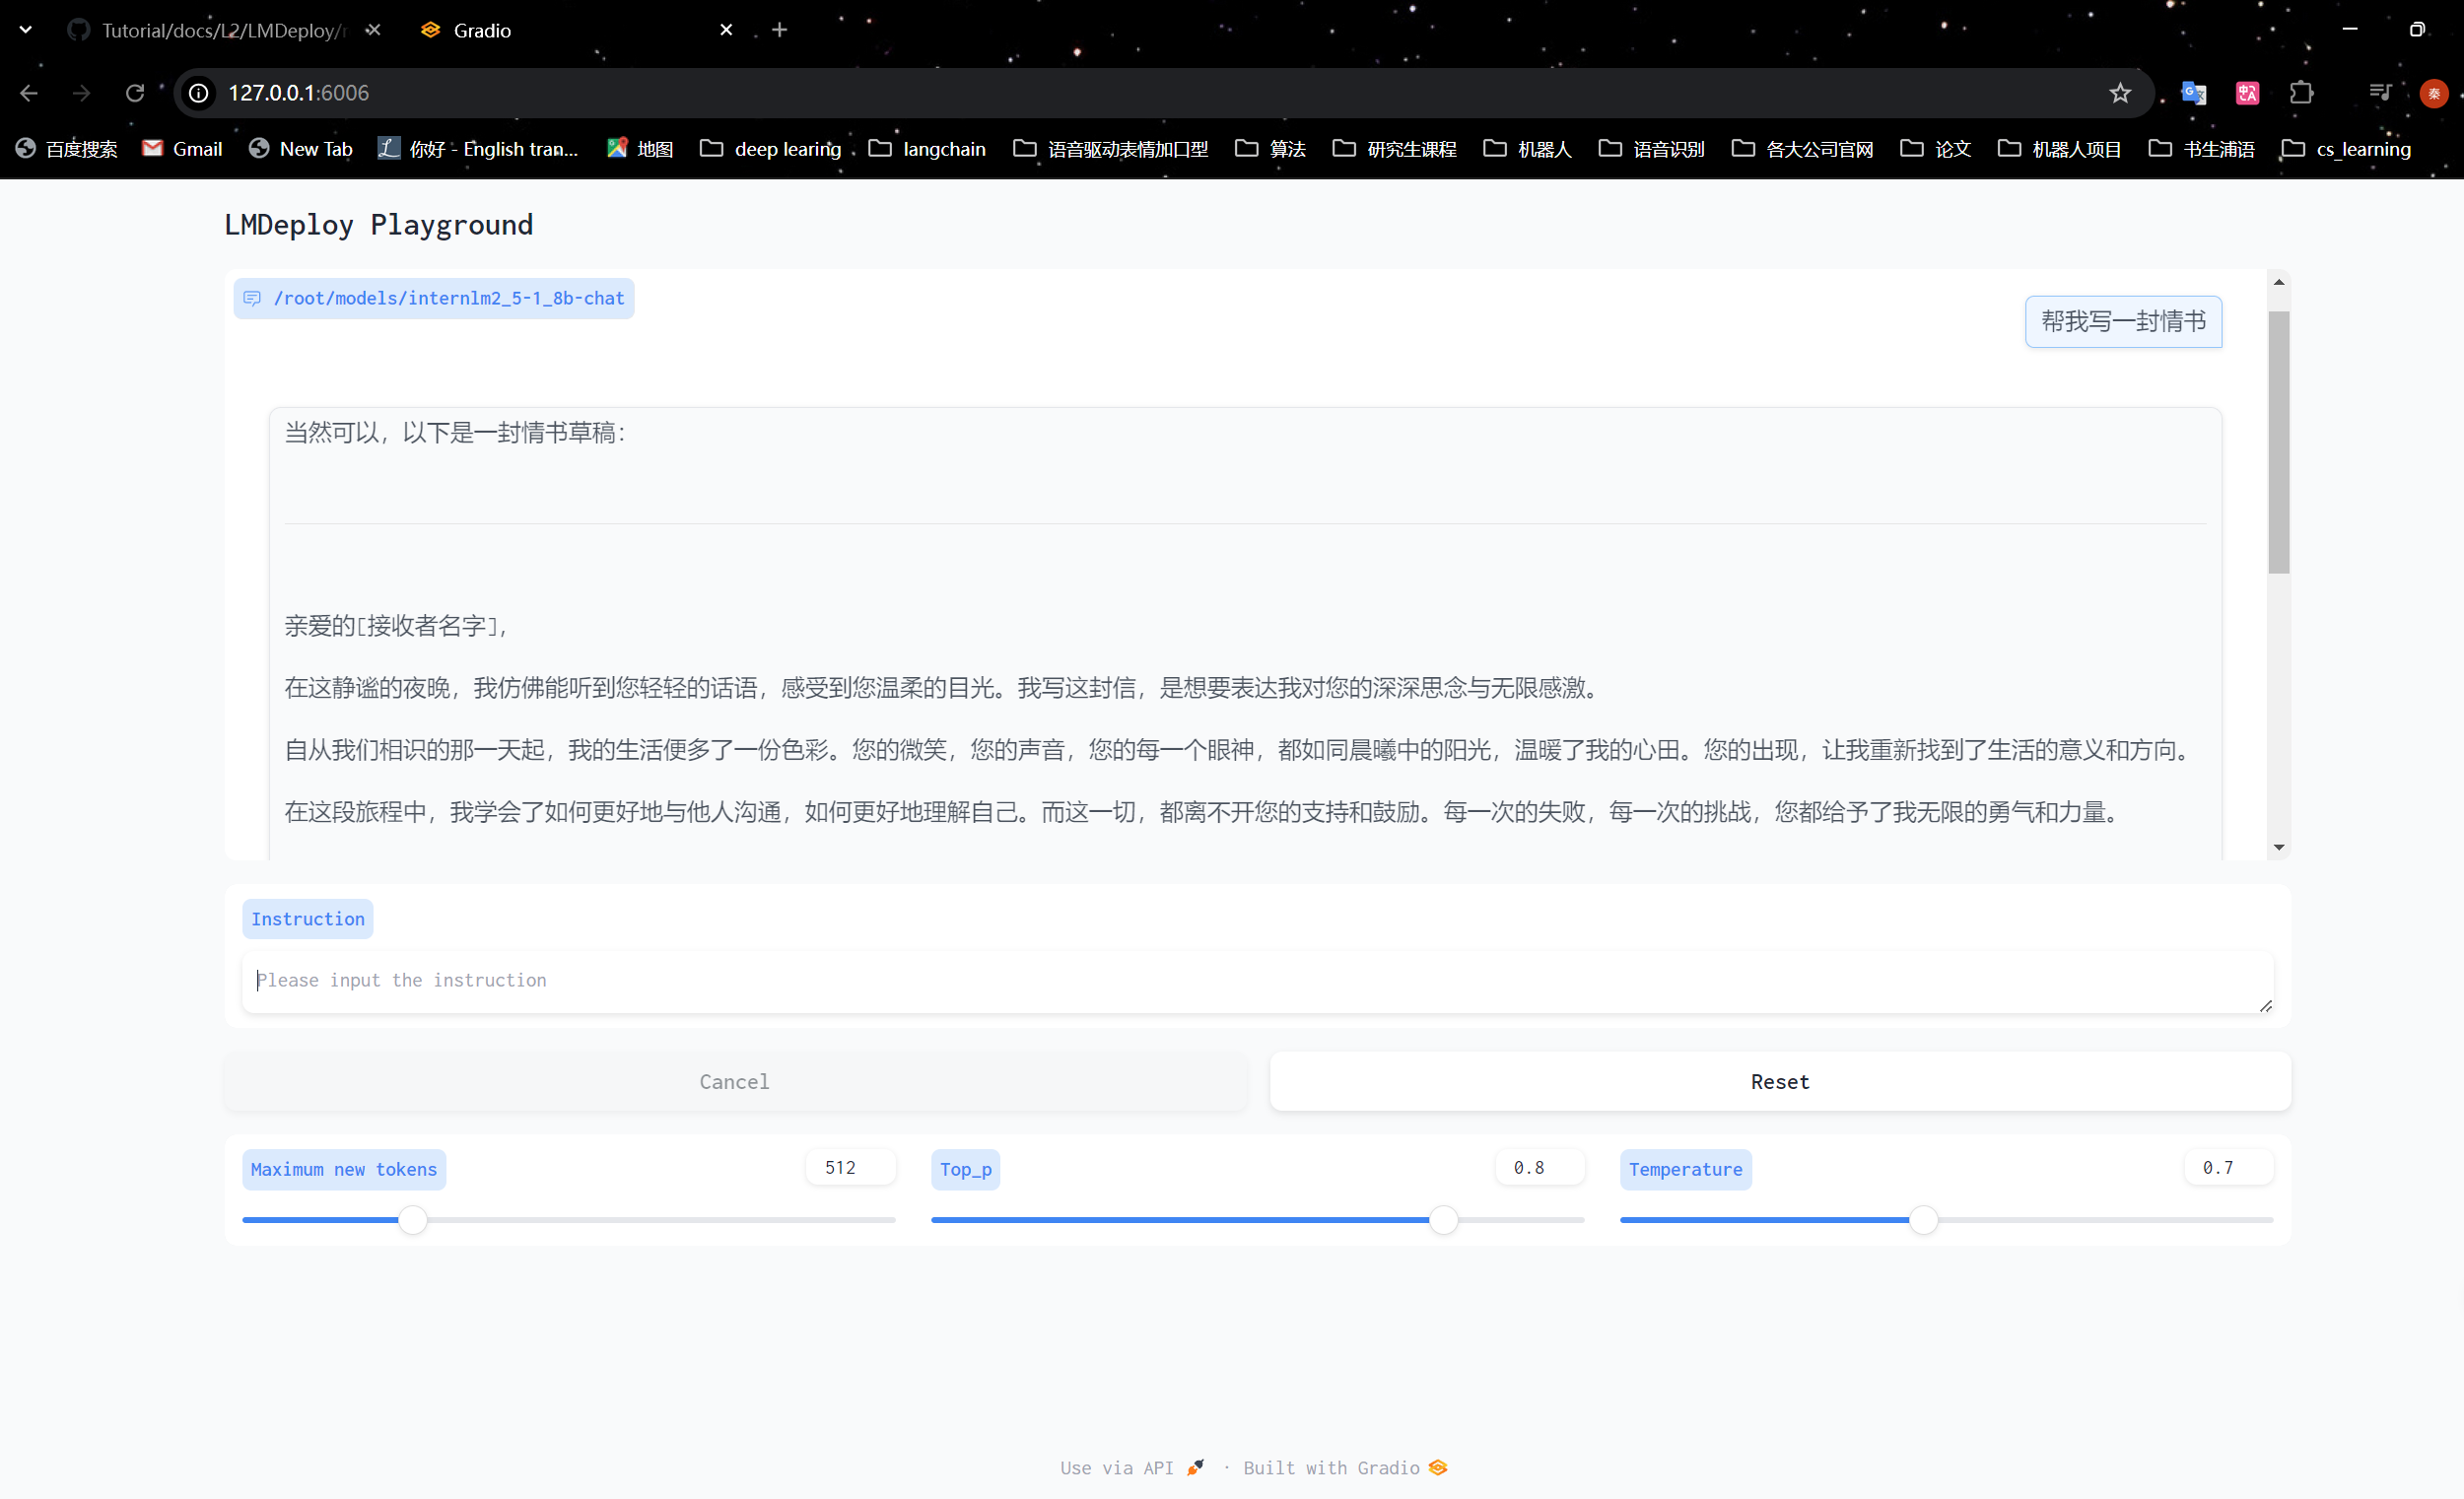 Tutorial/docs/L2/LMDeploy/
Gradio
127.0.0.1:6006
秦
百度搜索
Gmail
New Tab
你好 - English tran...
地图
deep learing
langchain
语音驱动表情加口型
算法
研究生课程
机器人
语音识别
各大公司官网
论文
机器人项目
书生浦语
cs_learning
LMDeploy Playground
/root/models/internlm2_5-1_8b-chat
帮我写一封情书
当然可以，以下是一封情书草稿：
亲爱的[接收者名字]，
在这静谧的夜晚，我仿佛能听到您轻轻的话语，感受到您温柔的目光。我写这封信，是想要表达我对您的深深思念与无限感激。
自从我们相识的那一天起，我的生活便多了一份色彩。您的微笑，您的声音，您的每一个眼神，都如同晨曦中的阳光，温暖了我的心田。您的出现，让我重新找到了生活的意义和方向。
在这段旅程中，我学会了如何更好地与他人沟通，如何更好地理解自己。而这一切，都离不开您的支持和鼓励。每一次的失败，每一次的挑战，您都给予了我无限的勇气和力量。
Instruction
Please input the instruction
Cancel
Reset
Maximum new tokens
512
Top_p
0.8
Temperature
0.7
Use via API · Built with Gradio